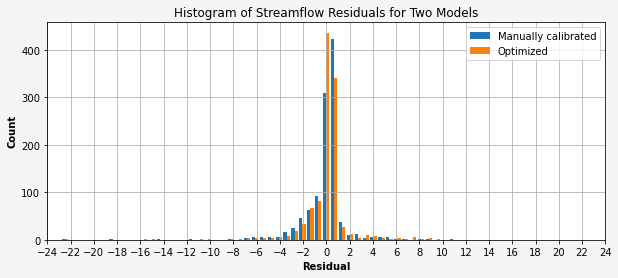 Histogram of Streamflow Residuals for Two Models
Manually calibrated
Optimized
Count
400
300
200
100
0
−24 −22 −20 −18 −16 −14 −12 −10 −8 −6 −4 −2 0 2 4 6 8 10 12 14 16 18 20 22 24
Residual